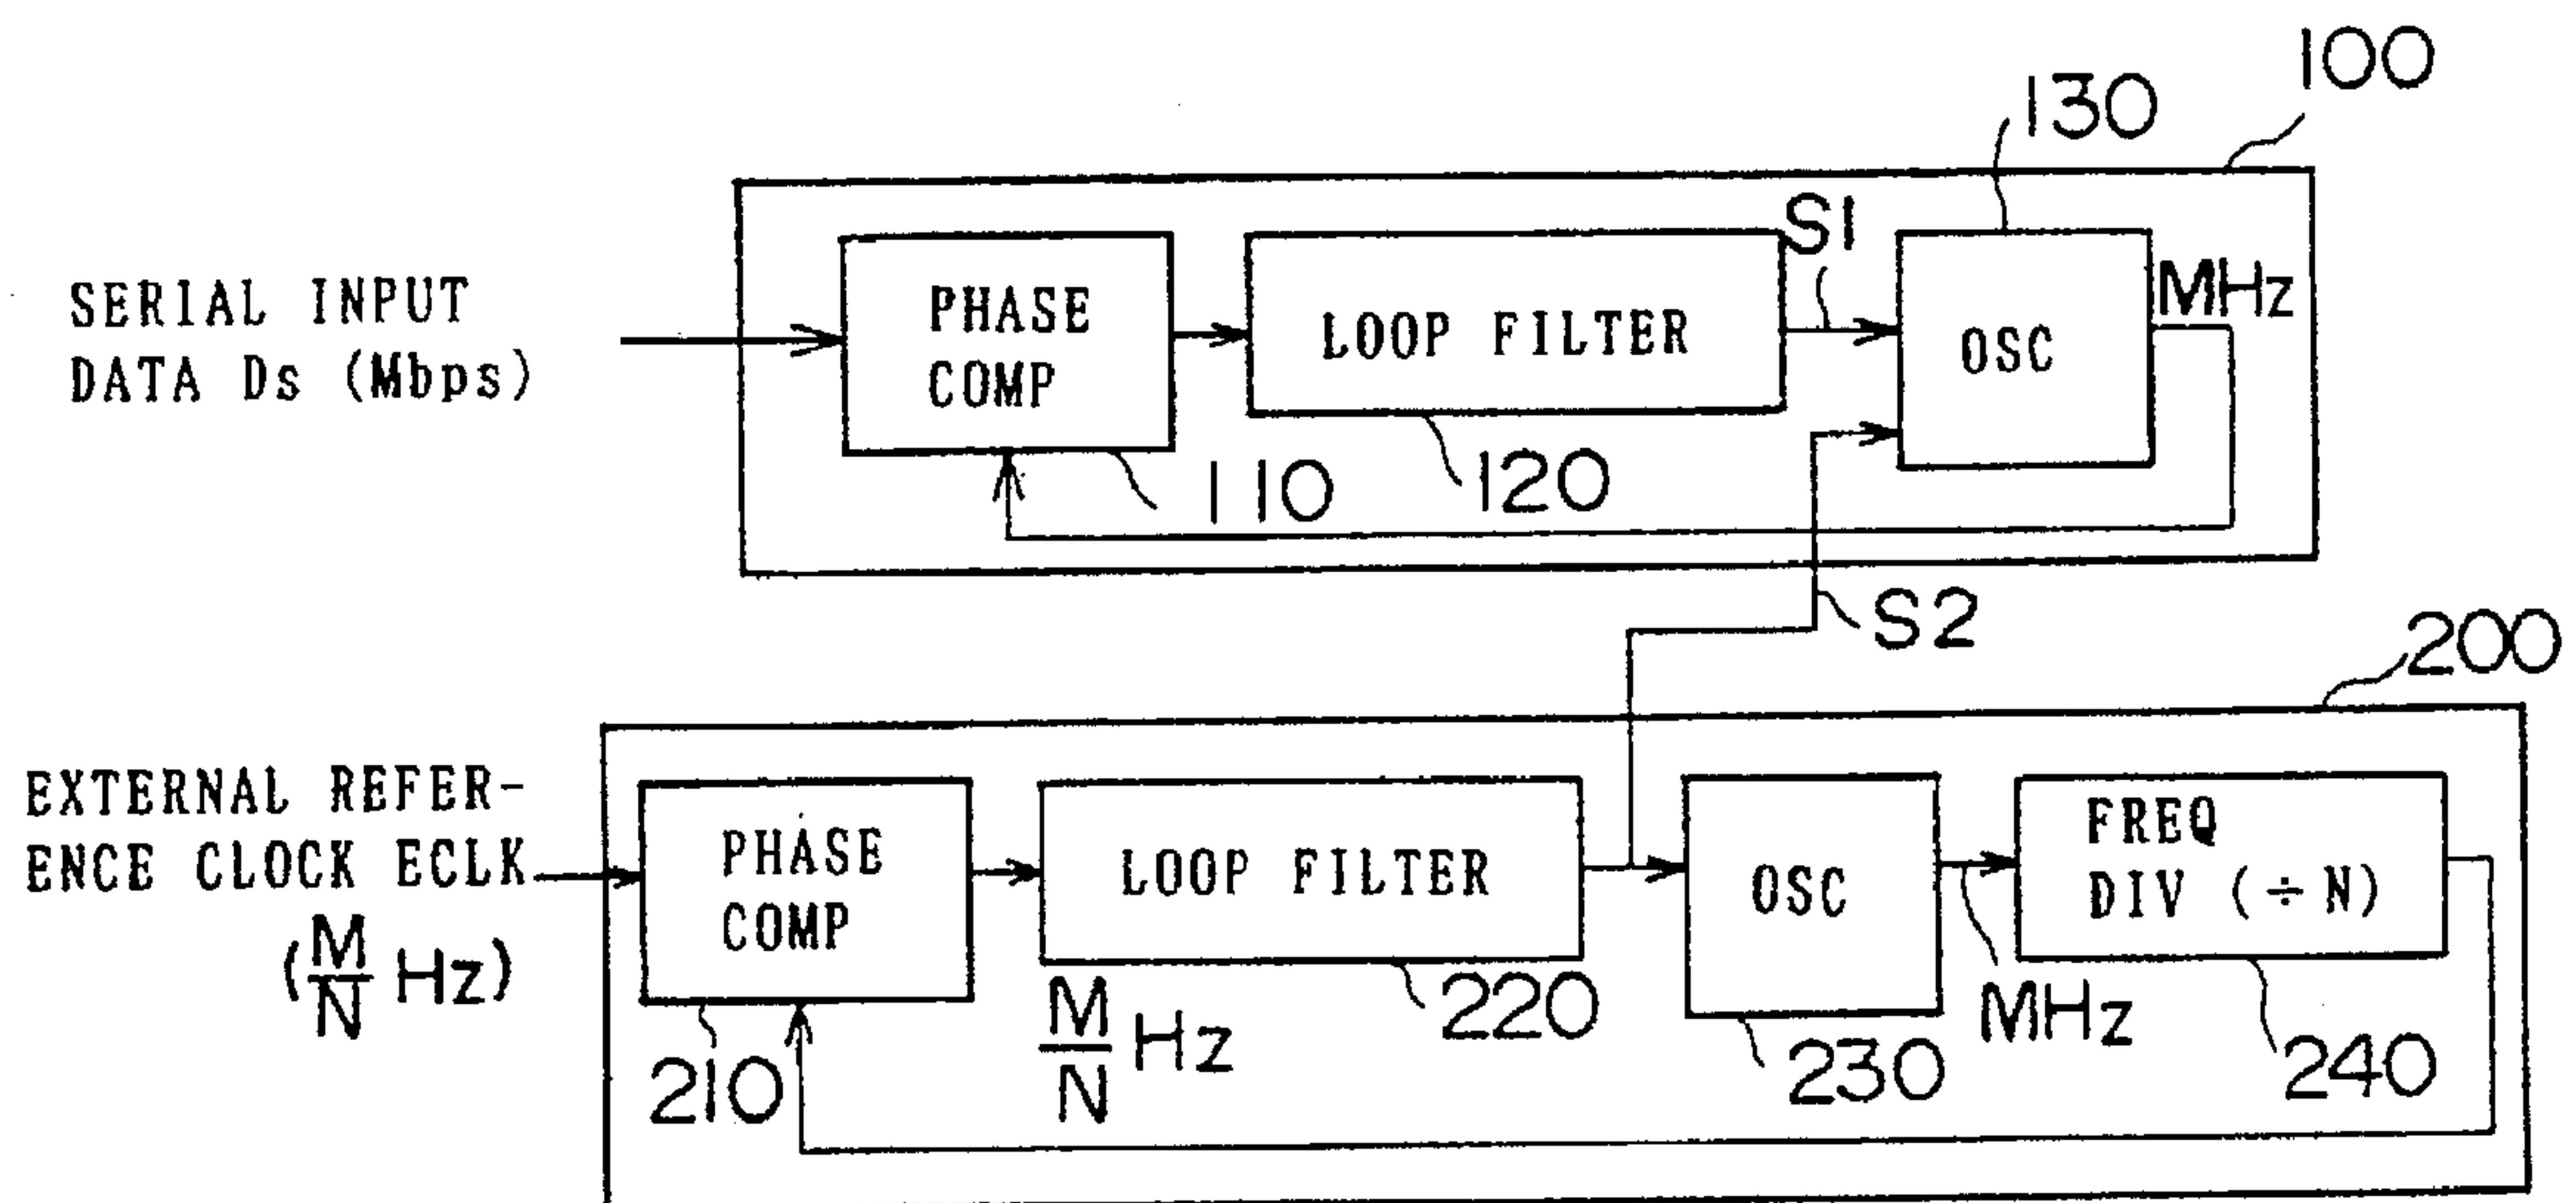 100
130
S1
SERIAL INPUT
DATA Ds (Mbps)
PHASE
COMP
LOOP FILTER
OSC
MHz
110
120
S2
200
EXTERNAL REFER-
ENCE CLOCK ECLK
(M/N Hz)
PHASE
COMP
LOOP FILTER
OSC
FREQ
DIV (÷N)
210
M/N Hz
220
230
MHz
240